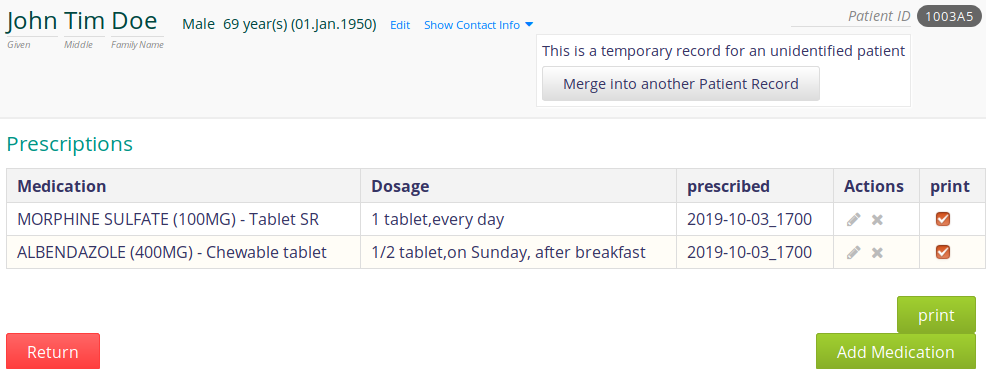 John Tim Doe Male 69 year(s) (01.Jan.1950) Edit Show Contact Info Patient ID 1003A5
Given Middle Family Name
This is a temporary record for an unidentified patient
Merge into another Patient Record
Prescriptions
Medication Dosage prescribed Actions print
MORPHINE SULFATE (100MG) - Tablet SR 1 tablet,every day 2019-10-03_1700
ALBENDAZOLE (400MG) - Chewable tablet 1/2 tablet,on Sunday, after breakfast 2019-10-03_1700
print
Return Add Medication